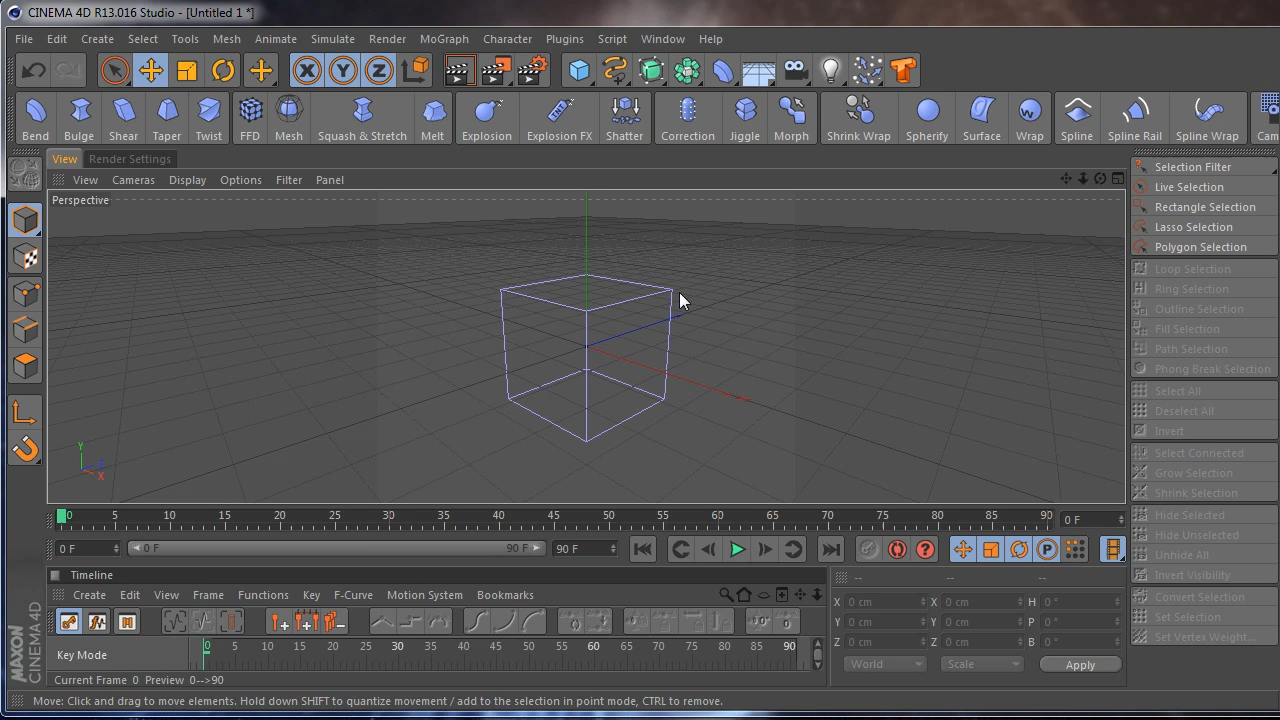 CINEMA 4D R13.016 Studio - [Untitled 1 *]
File Edit Create Select Tools Mesh Animate Simulate Render MoGraph Character Plugins Script Window Help
X Y Z
Bend Bulge Shear Taper Twist FFD Mesh Squash & Stretch Melt Explosion Explosion FX Shatter Correction Jiggle Morph Shrink Wrap Spherify Surface Wrap Spline Spline Rail Spline Wrap Cam
View Render Settings
View Cameras Display Options Filter Panel
Perspective
Y
Z
X
Selection Filter
Live Selection
Rectangle Selection
Lasso Selection
Polygon Selection
Loop Selection
Ring Selection
Outline Selection
Fill Selection
Path Selection
Phong Break Selection
Select All
Deselect All
Invert
Select Connected
Grow Selection
Shrink Selection
Hide Selected
Hide Unselected
Unhide All
Invert Visibility
Convert Selection
Set Selection
Set Vertex Weight...
0 5 10 15 20 25 30 35 40 45 50 55 60 65 70 75 80 85 90 0 F
0 F 0 F 90 F 90 F
Timeline
Create Edit View Frame Functions Key F-Curve Motion System Bookmarks
Key Mode 0 5 10 15 20 25 30 35 40 45 50 55 60 65 70 75 80 85 90
Current Frame 0 Preview 0-->90
-- -- --
X 0 cm X 0 cm H 0 °
Y 0 cm Y 0 cm P 0 °
Z 0 cm Z 0 cm B 0 °
World Scale Apply
MAXON
CINEMA 4D
Move: Click and drag to move elements. Hold down SHIFT to quantize movement / add to the selection in point mode, CTRL to remove.